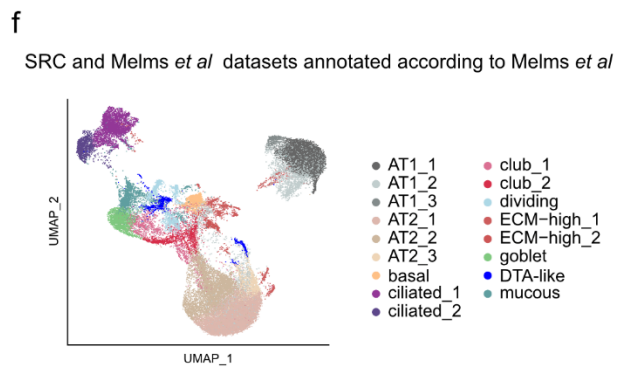 f
SRC and Melms et al datasets annotated according to Melms et al
UMAP_2
UMAP_1
AT1_1
AT1_2
AT1_3
AT2_1
AT2_2
AT2_3
basal
ciliated_1
ciliated_2
club_1
club_2
dividing
ECM−high_1
ECM−high_2
goblet
DTA-like
mucous